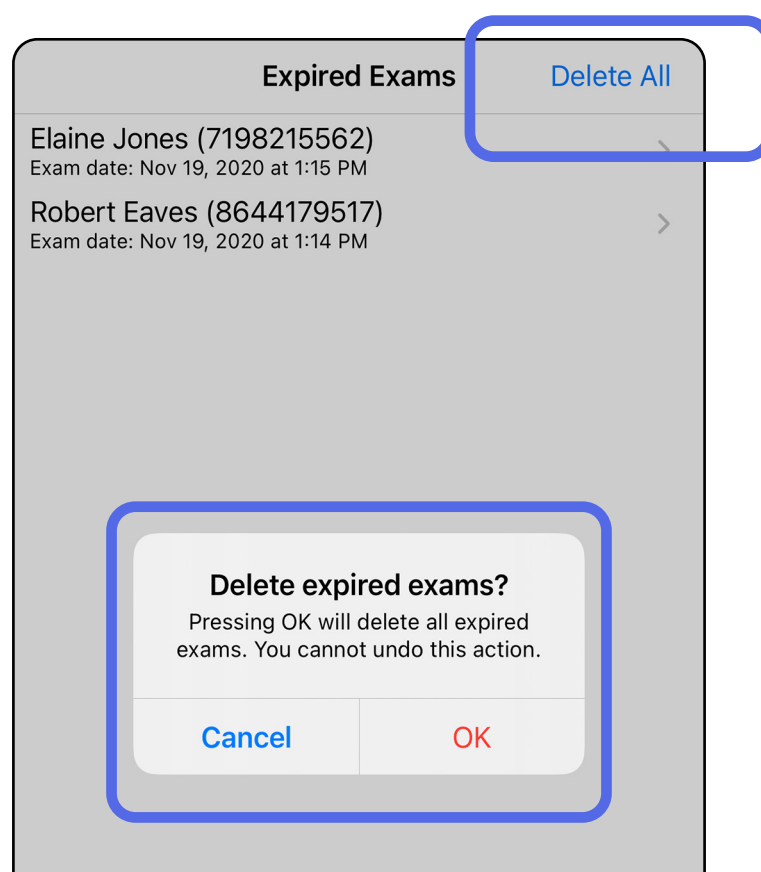 Expired Exams Delete All
Elaine Jones (7198215562)
Exam date: Nov 19, 2020 at 1:15 PM
Robert Eaves (8644179517)
Exam date: Nov 19, 2020 at 1:14 PM
Delete expired exams?
Pressing OK will delete all expired
exams. You cannot undo this action.
Cancel OK